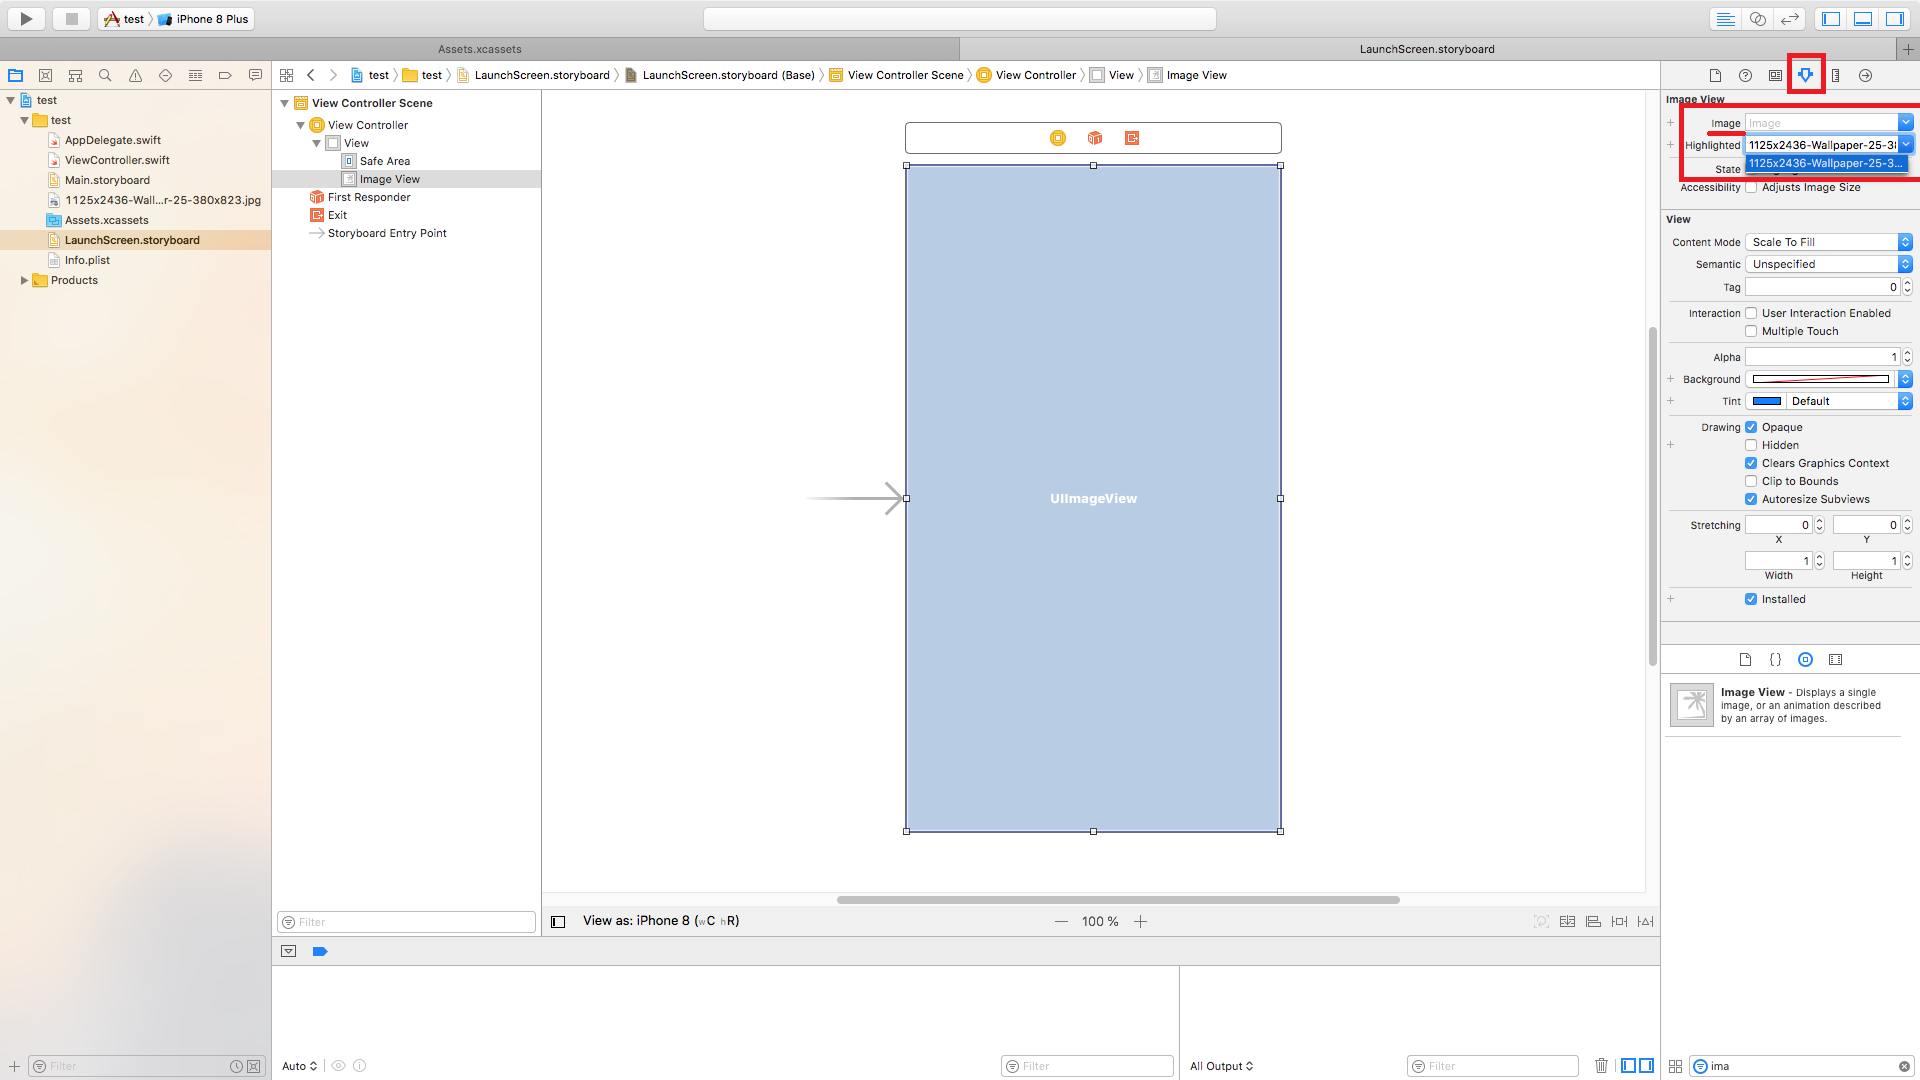 test
iPhone 8 Plus
Assets.xcassets
LaunchScreen.storyboard
test
test
LaunchScreen.storyboard
LaunchScreen.storyboard (Base)
View Controller Scene
View Controller
View
Image View
test
test
AppDelegate.swift
ViewController.swift
Main.storyboard
1125x2436-Wall...r-25-380x823.jpg
Assets.xcassets
LaunchScreen.storyboard
Info.plist
Products
Filter
View Controller Scene
View Controller
View
Safe Area
Image View
First Responder
Exit
Storyboard Entry Point
Filter
UIImageView
View as: iPhone 8 (wC hR)
100 %
Auto
Filter
All Output
Filter
Image View
Image Image
Highlighted 1125x2436-Wallpaper-25-38
1125x2436-Wallpaper-25-3...
State
Accessibility Adjusts Image Size
View
Content Mode Scale To Fill
Semantic Unspecified
Tag 0
Interaction User Interaction Enabled
Multiple Touch
Alpha 1
Background
Tint Default
Drawing Opaque
Hidden
Clears Graphics Context
Clip to Bounds
Autoresize Subviews
Stretching 0 0
X Y
1 1
Width Height
Installed
{}
Image View - Displays a single
image, or an animation described
by an array of images.
ima